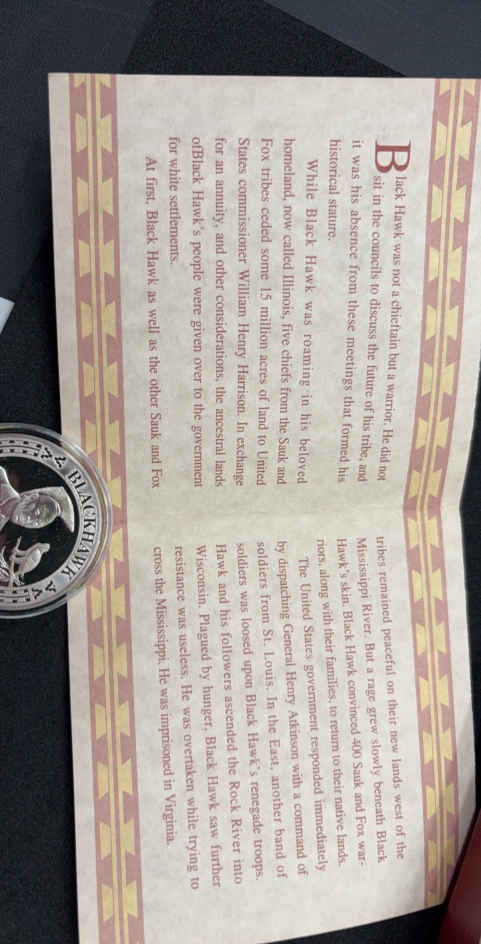 Black Hawk was not a chieftain but a warrior. He did not
sit in the councils to discuss the future of his tribe, and
it was his absence from these meetings that formed his
historical stature.
While Black Hawk was roaming in his beloved
homeland, now called Illinois, five chiefs from the Sauk and
Fox tribes ceded some 15 million acres of land to United
States commissioner William Henry Harrison. In exchange
for an annuity, and other considerations, the ancestral lands
ofBlack Hawk's people were given over to the government
for white settlements.
At first, Black Hawk as well as the other Sauk and Fox
tribes remained peaceful on their new lands west of the
Mississippi River. But a rage grew slowly beneath Black
Hawk's skin. Black Hawk convinced 400 Sauk and Fox war-
riors, along with their families, to return to their native lands.
The United States government responded immediately
by dispatching General Henry Atkinson with a command of
soldiers from St. Louis. In the East, another band of
soldiers was loosed upon Black Hawk's renegade troops.
Hawk and his followers ascended the Rock River into
Wisconsin. Plagued by hunger, Black Hawk saw further
resistance was useless. He was overtaken while trying to
cross the Mississippi. He was imprisoned in Virginia.
BLACKHAWK